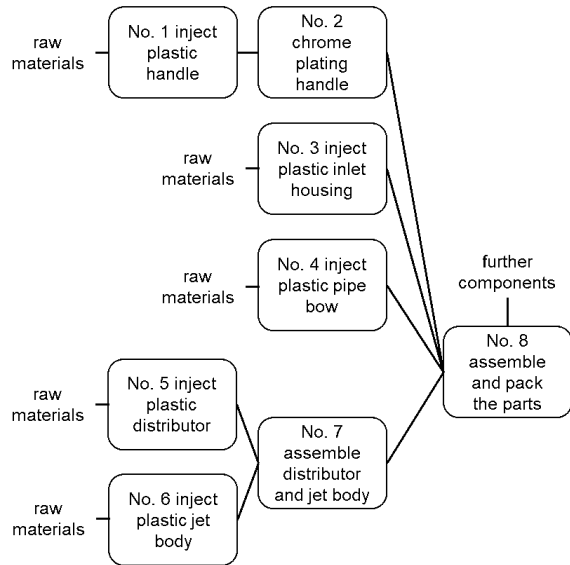 raw
materials
No. 1 inject
plastic
handle
No. 2
chrome
plating
handle
raw
materials
No. 3 inject
plastic inlet
housing
raw
materials
No. 4 inject
plastic pipe
bow
further
components
No. 8
assemble
and pack
the parts
raw
materials
No. 5 inject
plastic
distributor
No. 7
assemble
distributor
and jet body
raw
materials
No. 6 inject
plastic jet
body